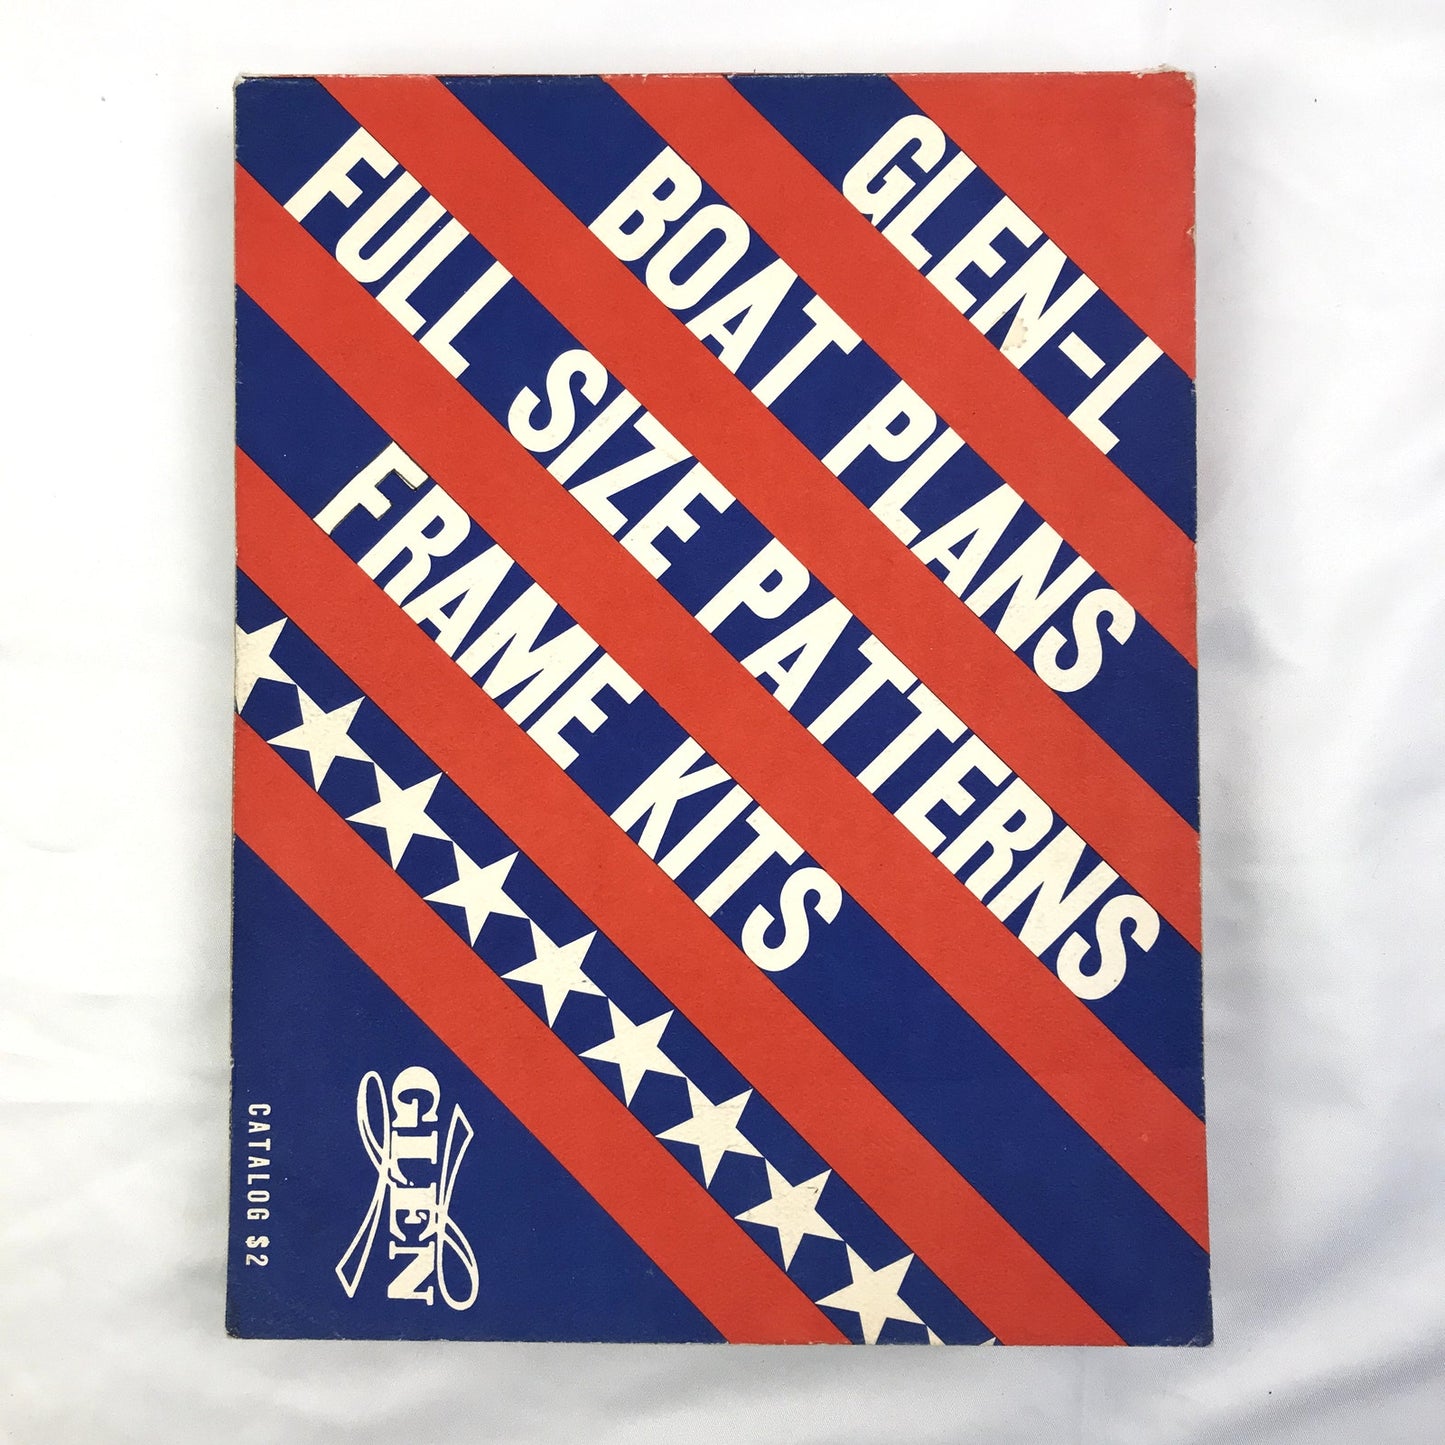 GLEN-L
BOAT PLANS
FULL SIZE PATTERNS
FRAME KITS
GLEN L
CATALOG $2